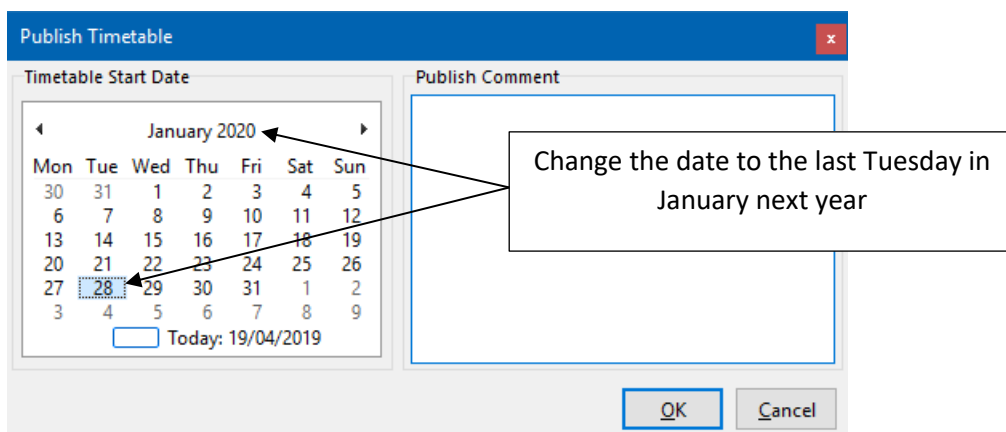 Publish Timetable
x
Timetable Start Date
Publish Comment
January 2020
Mon Tue Wed Thu Fri Sat Sun
30 31 1 2 3 4 5
6 7 8 9 10 11 12
13 14 15 16 17 18 19
20 21 22 23 24 25 26
27 28 29 30 31 1 2
3 4 5 6 7 8 9
Today: 19/04/2019
Change the date to the last Tuesday in
January next year
OK Cancel